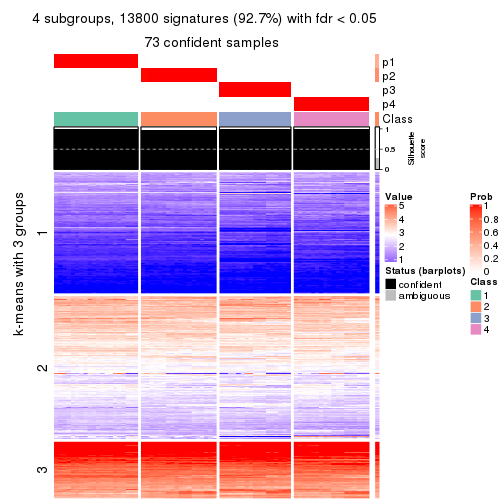 4 subgroups, 13800 signatures (92.7%) with fdr < 0.05
73 confident samples
p1
p2
p3
p4
Class
1
0.5
0
Silhouette
score
k-means with 3 groups
1
2
3
Value
5
4
3
2
1
Status (barplots)
confident
ambiguous
Prob
1
0.8
0.6
0.4
0.2
0
Class
1
2
3
4